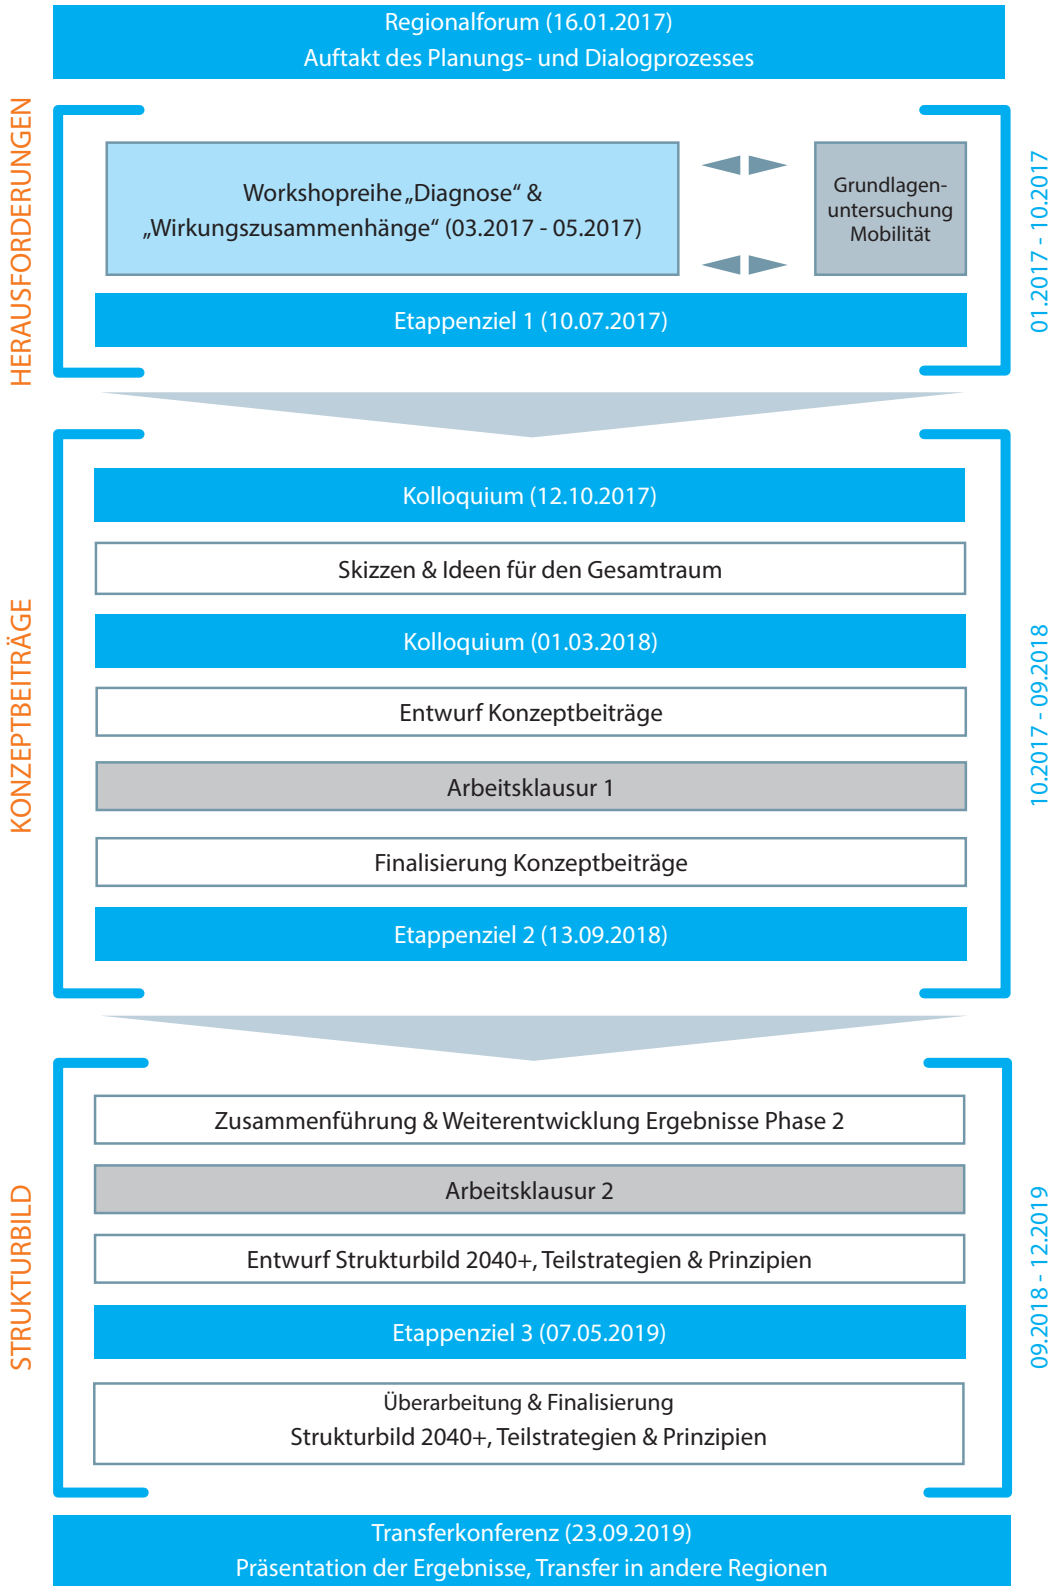 Regionalforum (16.01.2017)
Auftakt des Planungs- und Dialogprozesses
HERAUSFORDERUNGEN
Workshopreihe „Diagnose“ &
„Wirkungszusammenhänge“ (03.2017 - 05.2017)
Grundlagen-
untersuchung
Mobilität
01.2017 - 10.2017
Etappenziel 1 (10.07.2017)
KONZEPTBEITRÄGE
Kolloquium (12.10.2017)
Skizzen & Ideen für den Gesamtraum
Kolloquium (01.03.2018)
Entwurf Konzeptbeiträge
Arbeitsklausur 1
Finalisierung Konzeptbeiträge
Etappenziel 2 (13.09.2018)
10.2017 - 09.2018
STRUKTURBILD
Zusammenführung & Weiterentwicklung Ergebnisse Phase 2
Arbeitsklausur 2
Entwurf Strukturbild 2040+, Teilstrategien & Prinzipien
Etappenziel 3 (07.05.2019)
Überarbeitung & Finalisierung
Strukturbild 2040+, Teilstrategien & Prinzipien
09.2018 - 12.2019
Transferkonferenz (23.09.2019)
Präsentation der Ergebnisse, Transfer in andere Regionen